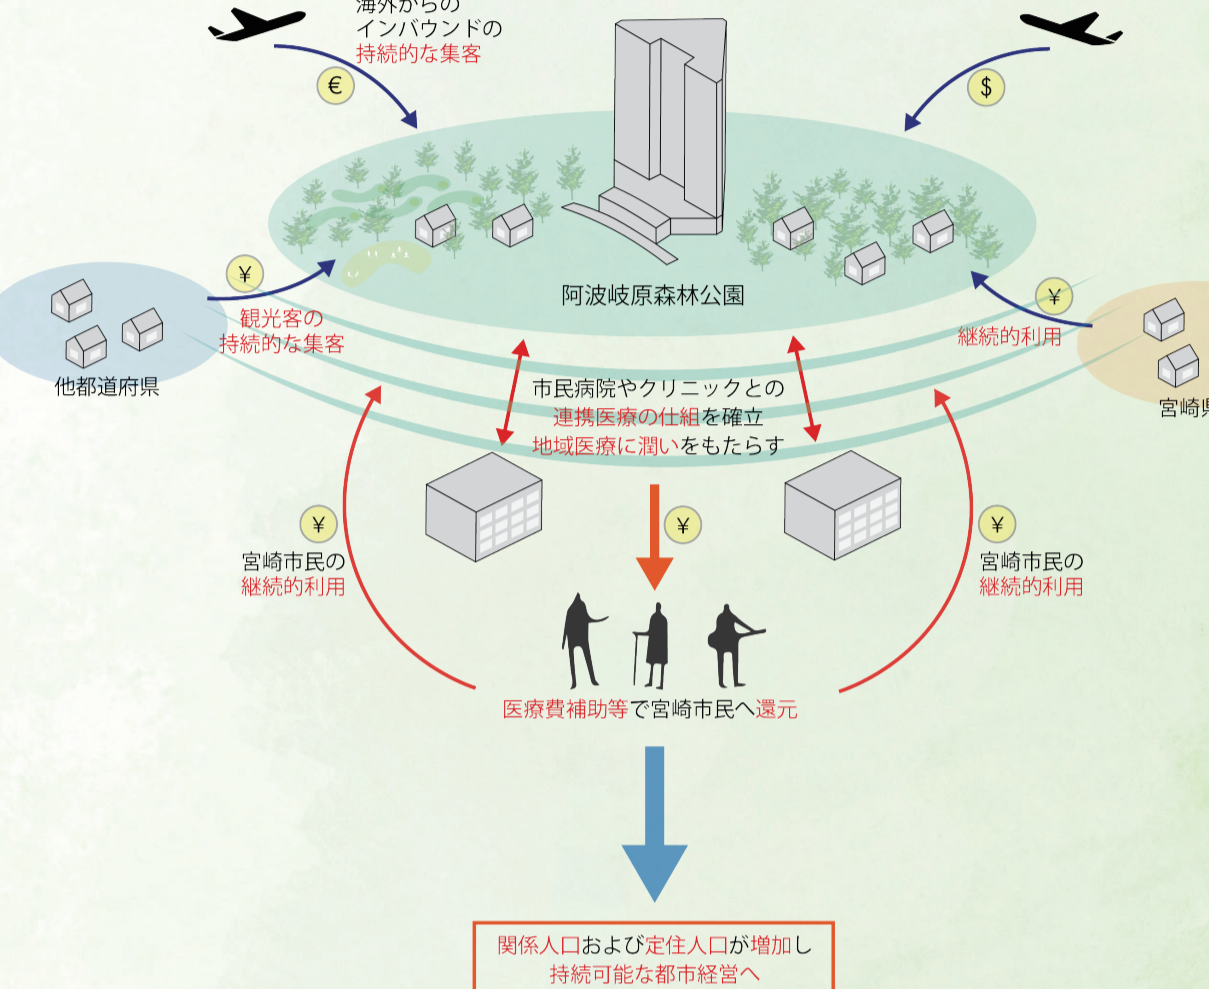 海外からの
インバウンドの
持続的な集客
€
$
阿波岐原森林公園
¥
観光客の
持続的な集客
他都道府県
¥
継続的利用
市民病院やクリニックとの
連携医療の仕組を確立
地域医療に潤いをもたらす
¥
宮崎市民の
継続的利用
¥
¥
宮崎市民の
継続的利用
医療費補助等で宮崎市民へ還元
関係人口および定住人口が増加し
持続可能な都市経営へ